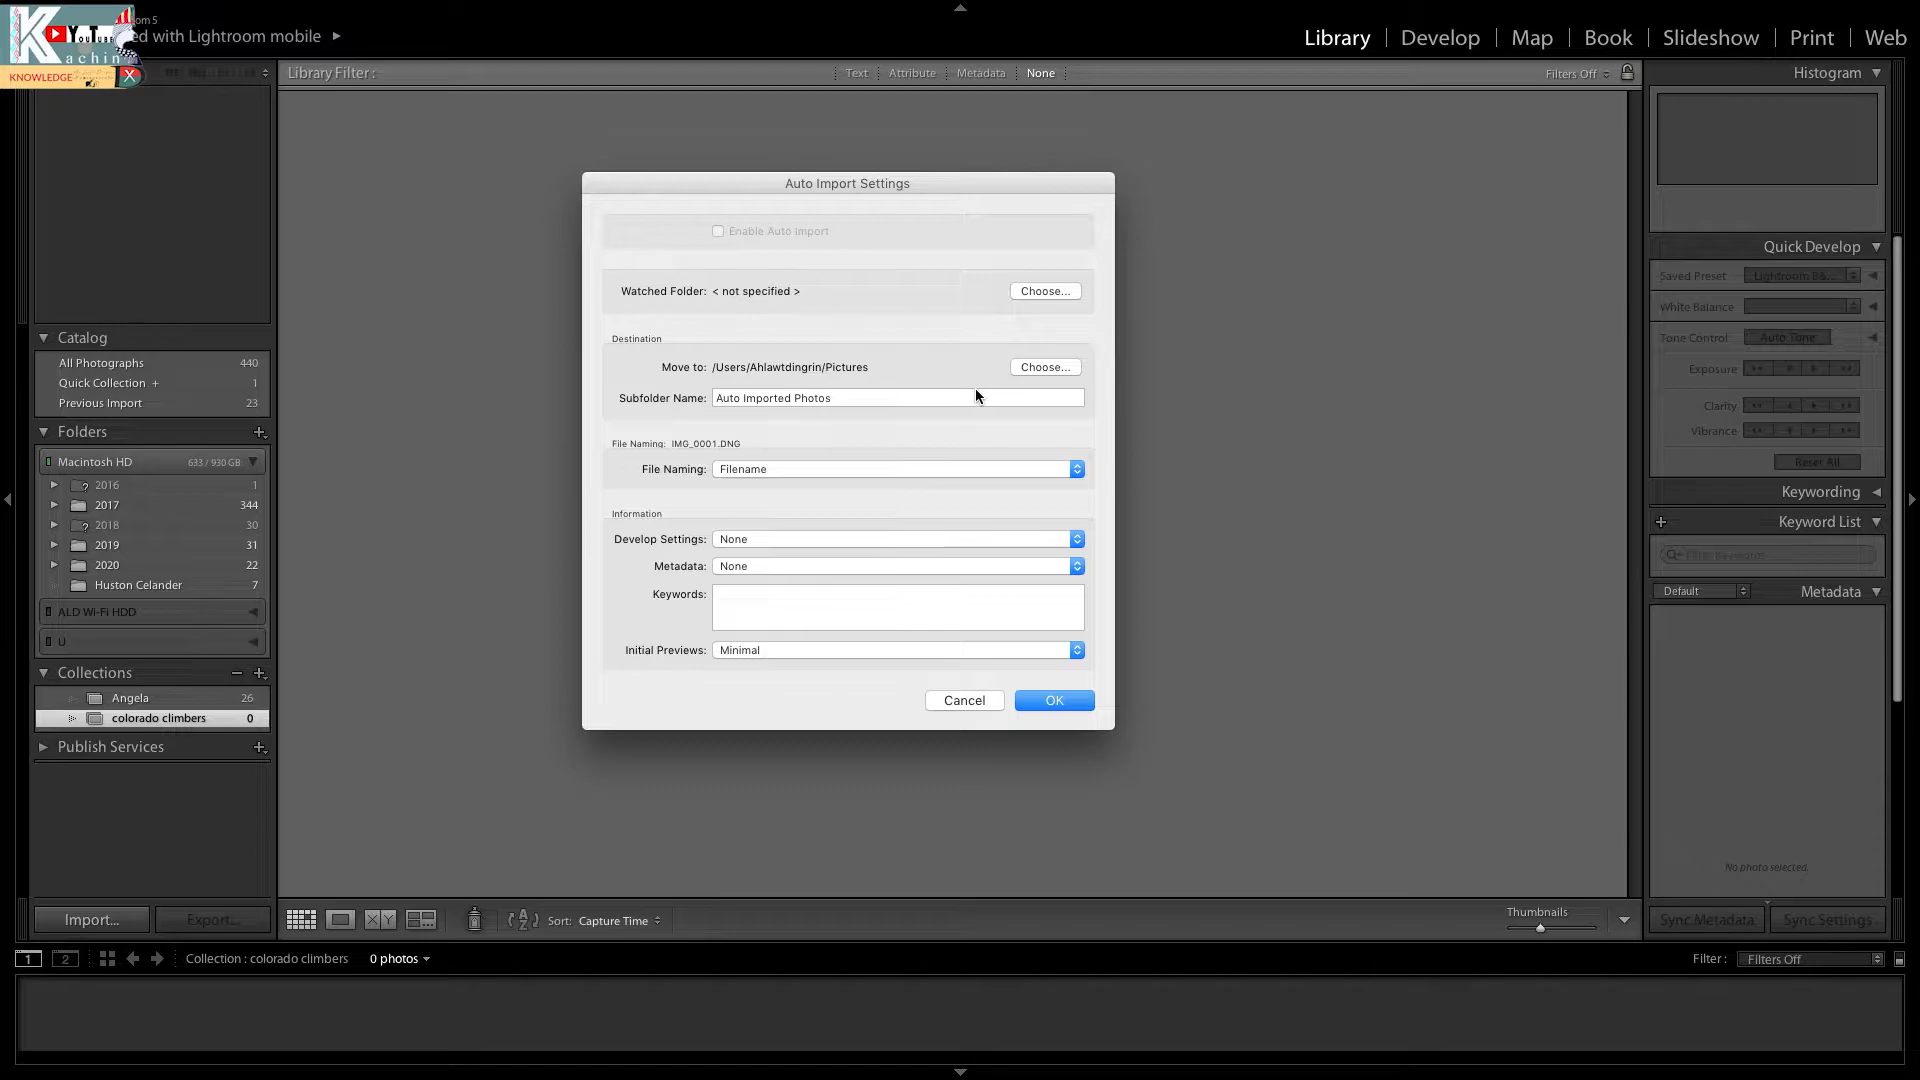 om 5
ed with Lightroom mobile
K
YouTube
achin
KNOWLEDGE
X
Library
Develop
Map
Book
Slideshow
Print
Web
Library Filter :
Text
Attribute
Metadata
None
Filters Off
Histogram
Auto Import Settings
Enable Auto Import
Watched Folder: < not specified >
Choose...
Destination
Move to: /Users/Ahlawtdingrin/Pictures
Choose...
Subfolder Name: Auto Imported Photos
File Naming: IMG_0001.DNG
File Naming: Filename
Information
Develop Settings: None
Metadata: None
Keywords:
Initial Previews: Minimal
Cancel
OK
Catalog
All Photographs 440
Quick Collection + 1
Previous Import 23
Folders
Macintosh HD 633 / 930 GB
2016 1
2017 344
2018 30
2019 31
2020 22
Huston Celander 7
ALD Wi-Fi HDD
U
Collections
Angela 26
colorado climbers 0
Publish Services
Import...
Export...
Quick Develop
Saved Preset
White Balance
Tone Control Auto Tone
Exposure
Clarity
Vibrance
Reset All
Keywording
Keyword List
Default
Metadata
No photo selected.
Sync Metadata
Sync Settings
XY
Sort: Capture Time
Thumbnails
1
2
Collection : colorado climbers
0 photos
Filter :
Filters Off